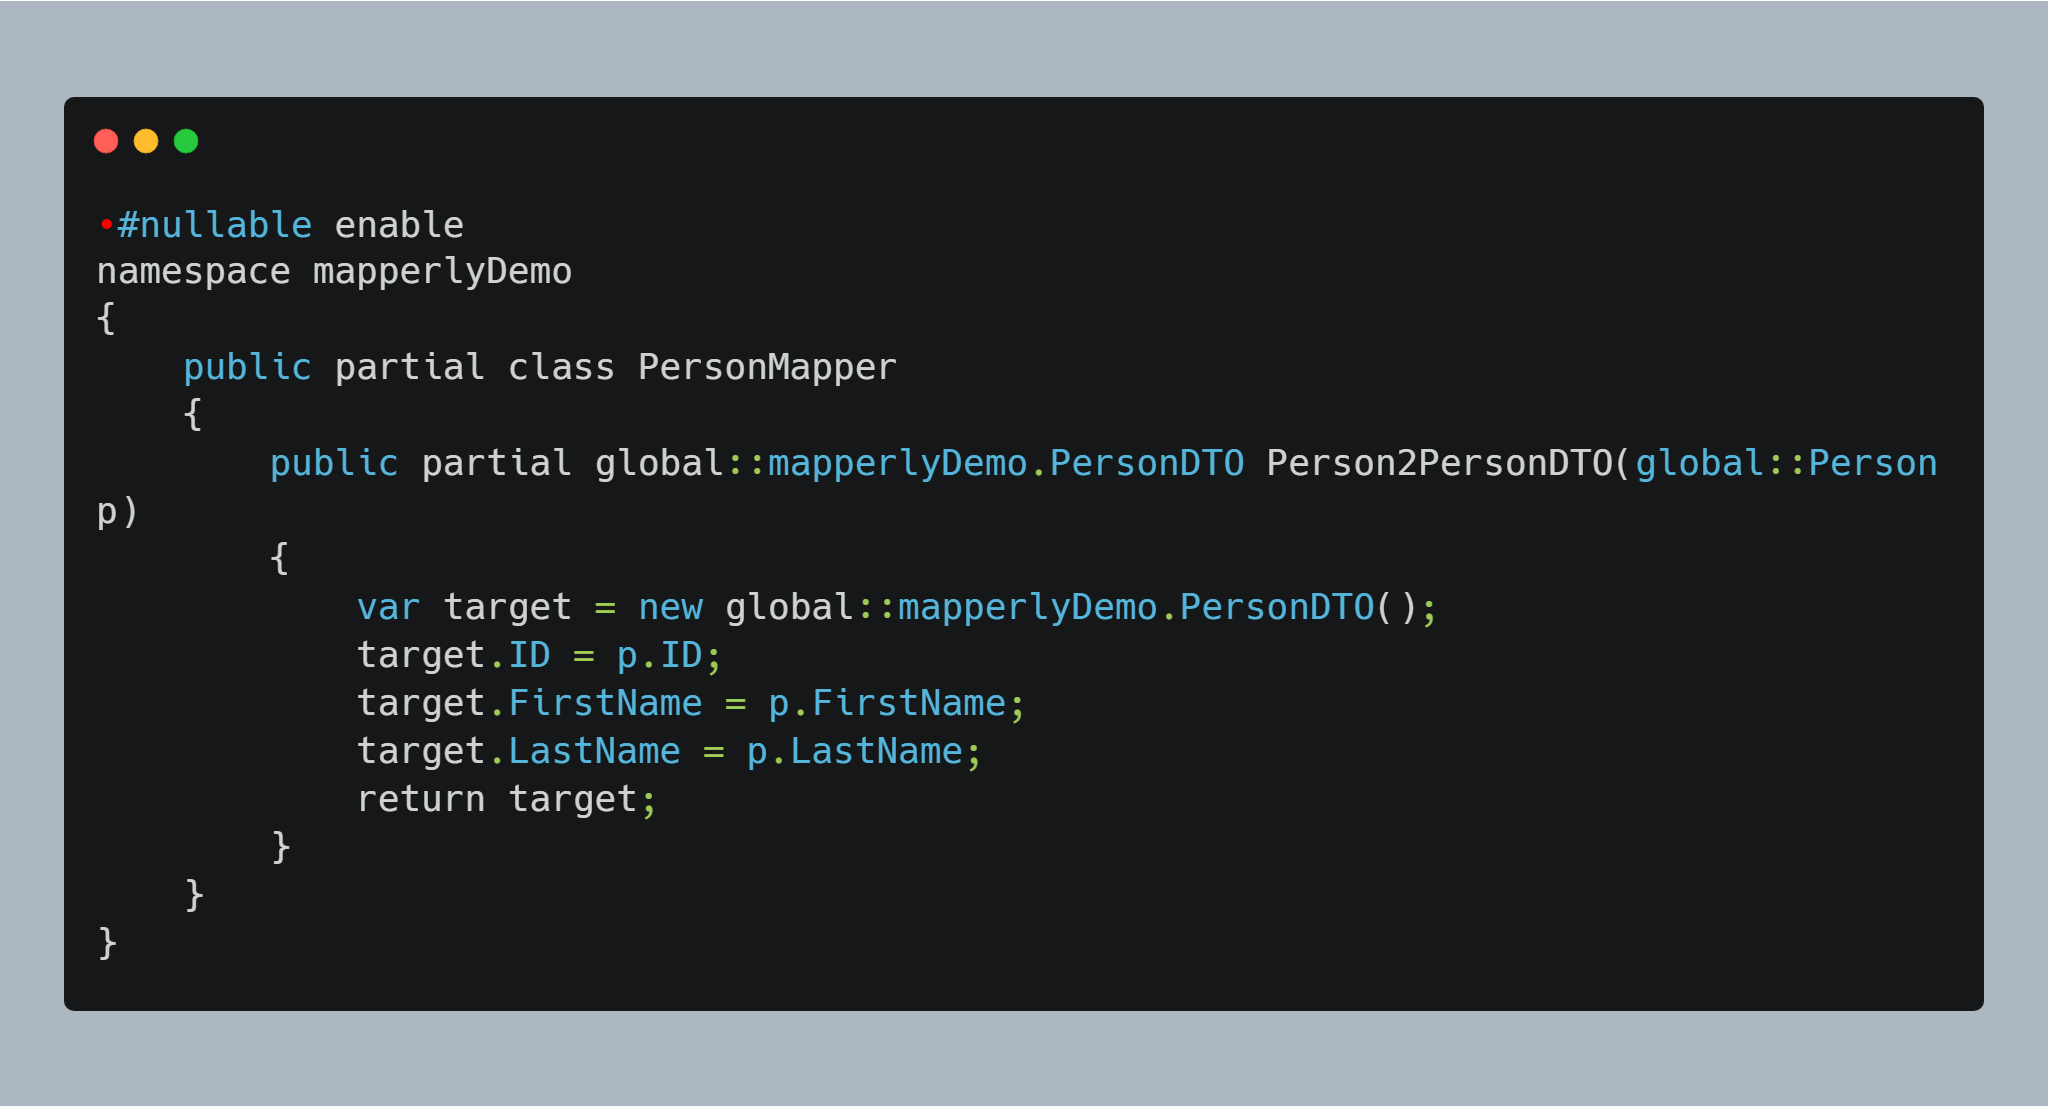 •#nullable enable
namespace mapperlyDemo
{
    public partial class PersonMapper
    {
        public partial global::mapperlyDemo.PersonDTO Person2PersonDTO(global::Person
p)
        {
            var target = new global::mapperlyDemo.PersonDTO();
            target.ID = p.ID;
            target.FirstName = p.FirstName;
            target.LastName = p.LastName;
            return target;
        }
    }
}